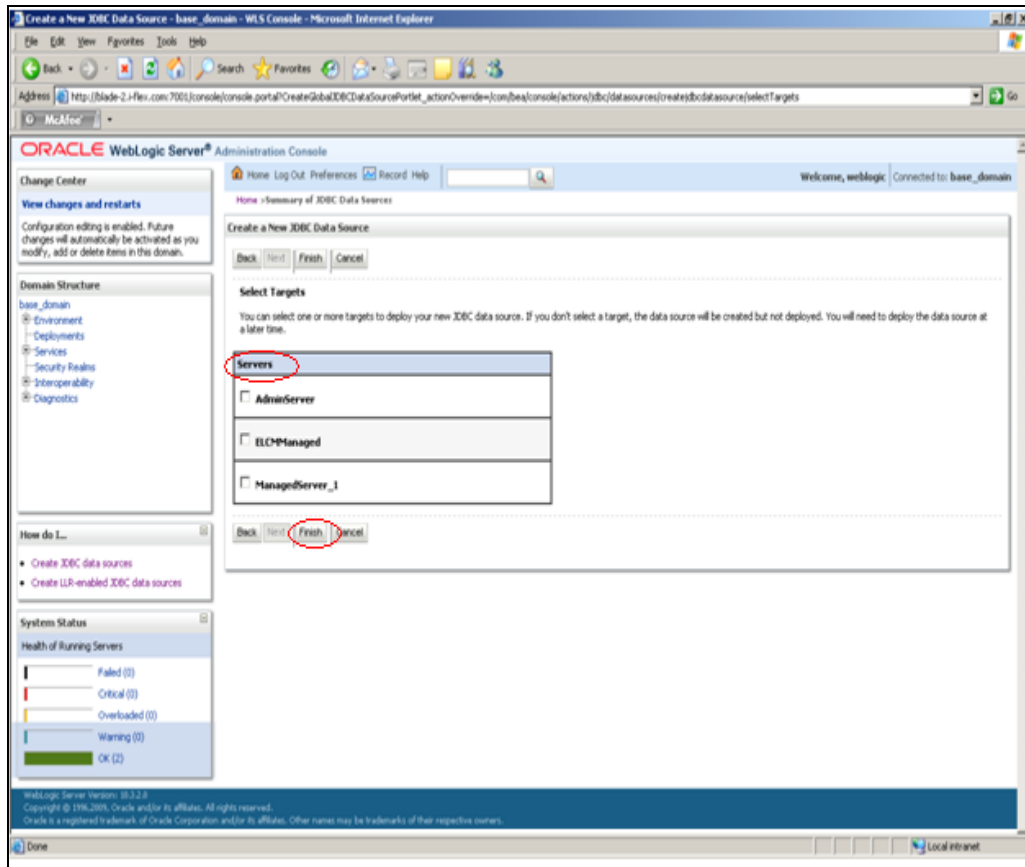 Create a New JDBC Data Source - base_domain - WLS Console - Microsoft Internet Explorer
File Edit View Favorites Tools Help
Back Search Favorites
Address http://blade-2.i-flex.com:7001/console/console.portal?CreateGlobalJDBCDataSourcePortlet_actionOverride=/com/bea/console/actions/jdbc/datasources/createjdbcdatasource/selectTargets Go
McAfee
ORACLE WebLogic Server® Administration Console
Change Center
View changes and restarts
Configuration editing is enabled. Future
changes will automatically be activated as you
modify, add or delete items in this domain.
Domain Structure
base_domain
Environment
Deployments
Services
Security Realms
Interoperability
Diagnostics
How do I...
Create JDBC data sources
Create LLR-enabled JDBC data sources
System Status
Health of Running Servers
Failed (0)
Critical (0)
Overloaded (0)
Warning (0)
OK (2)
Home Log Out Preferences Record Help
Welcome, weblogic Connected to: base_domain
Home >Summary of JDBC Data Sources
Create a New JDBC Data Source
Back Next Finish Cancel
Select Targets
You can select one or more targets to deploy your new JDBC data source. If you don't select a target, the data source will be created but not deployed. You will need to deploy the data source at
a later time.
Servers
AdminServer
ELCMManaged
ManagedServer_1
Back Next Finish Cancel
WebLogic Server Version: 10.3.2.0
Copyright © 1996,2009, Oracle and/or its affiliates. All rights reserved.
Oracle is a registered trademark of Oracle Corporation and/or its affiliates. Other names may be trademarks of their respective owners.
Done Local intranet